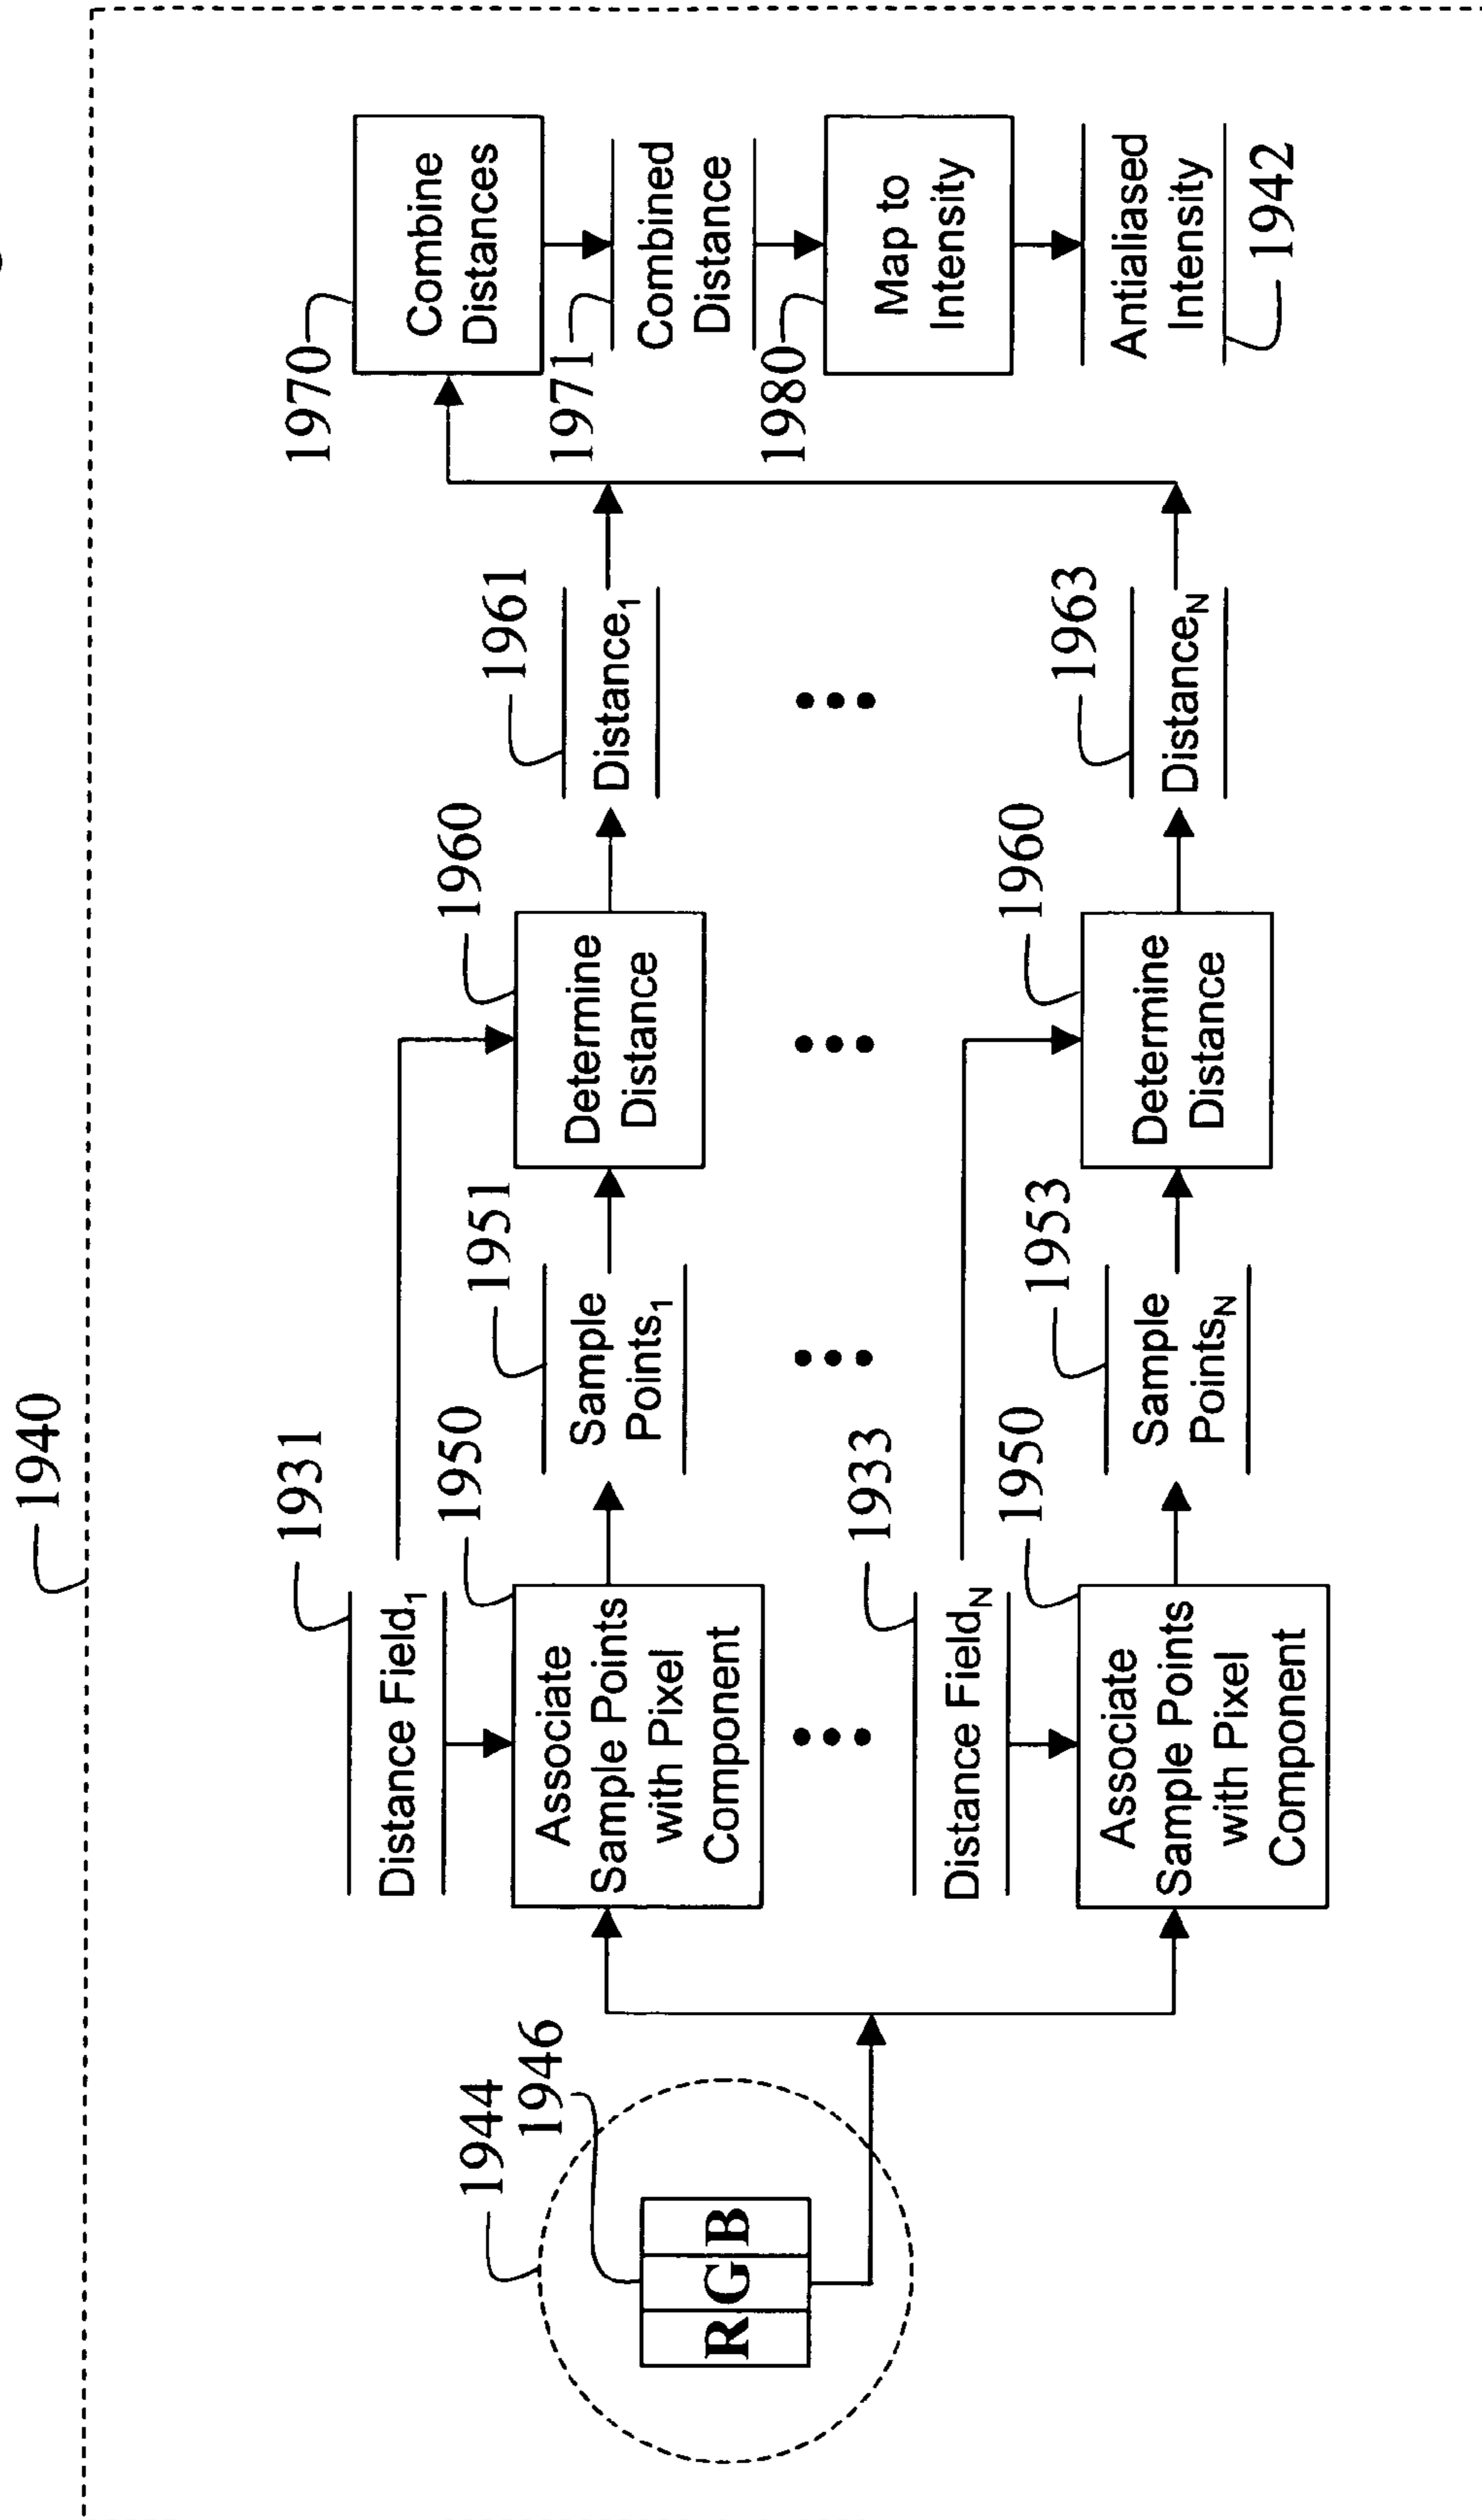 1940
1944
1946
R G B
1931
Distance Field1
1950
Associate
Sample Points
with Pixel
Component
1951
Sample
Points1
1960
Determine
Distance
1961
Distance1
1933
Distance FieldN
1950
Associate
Sample Points
with Pixel
Component
1953
Sample
PointsN
1960
Determine
Distance
1963
DistanceN
1970
Combine
Distances
1971
Combined
Distance
1980
Map to
Intensity
Antialiased
Intensity
1942